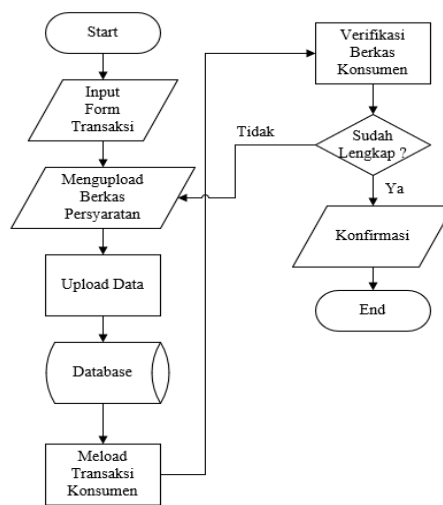 Start
Input
Form
Transaksi
Mengupload
Berkas
Persyaratan
Upload Data
Database
Meload
Transaksi
Konsumen
Verifikasi
Berkas
Konsumen
Sudah
Lengkap ?
Tidak
Ya
Konfirmasi
End